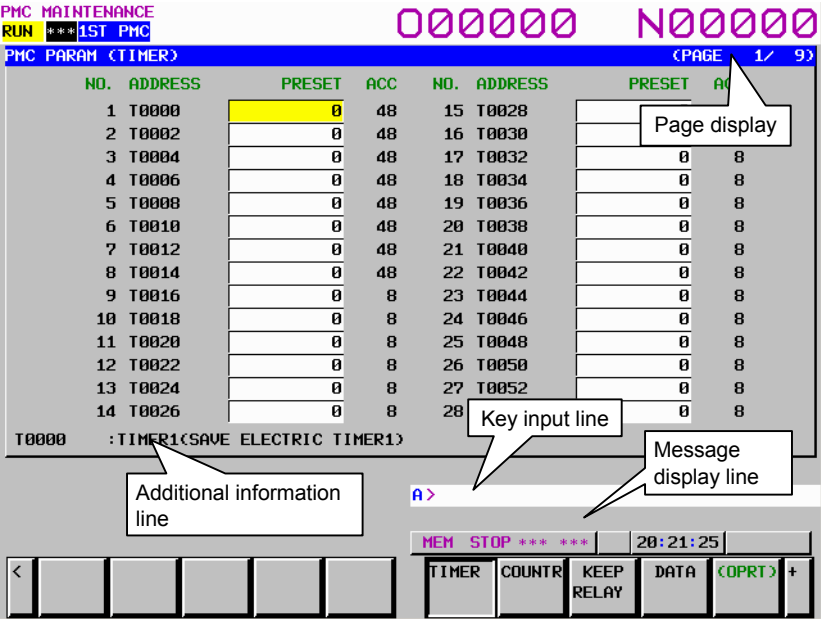 PMC MAINTENANCE O00000 N00000
RUN ***1ST PMC
PMC PARAM (TIMER) (PAGE 1/ 9)
NO. ADDRESS PRESET ACC NO. ADDRESS PRESET
1 T0000 0 48 15 T0028
Page display
2 T0002 0 48 16 T0030
3 T0004 0 48 17 T0032 0 8
4 T0006 0 48 18 T0034 0 8
5 T0008 0 48 19 T0036 0 8
6 T0010 0 48 20 T0038 0 8
7 T0012 0 48 21 T0040 0 8
8 T0014 0 48 22 T0042 0 8
9 T0016 0 8 23 T0044 0 8
10 T0018 0 8 24 T0046 0 8
11 T0020 0 8 25 T0048 0 8
12 T0022 0 8 26 T0050 0 8
13 T0024 0 8 27 T0052 0 8
14 T0026 0 8 28 0 8
Key input line
T0000 :TIMER1(SAVE ELECTRIC TIMER1)
Message
display line
Additional information
line
A>
MEM STOP *** *** 20:21:25
< TIMER COUNTR KEEP RELAY DATA (OPRT) +